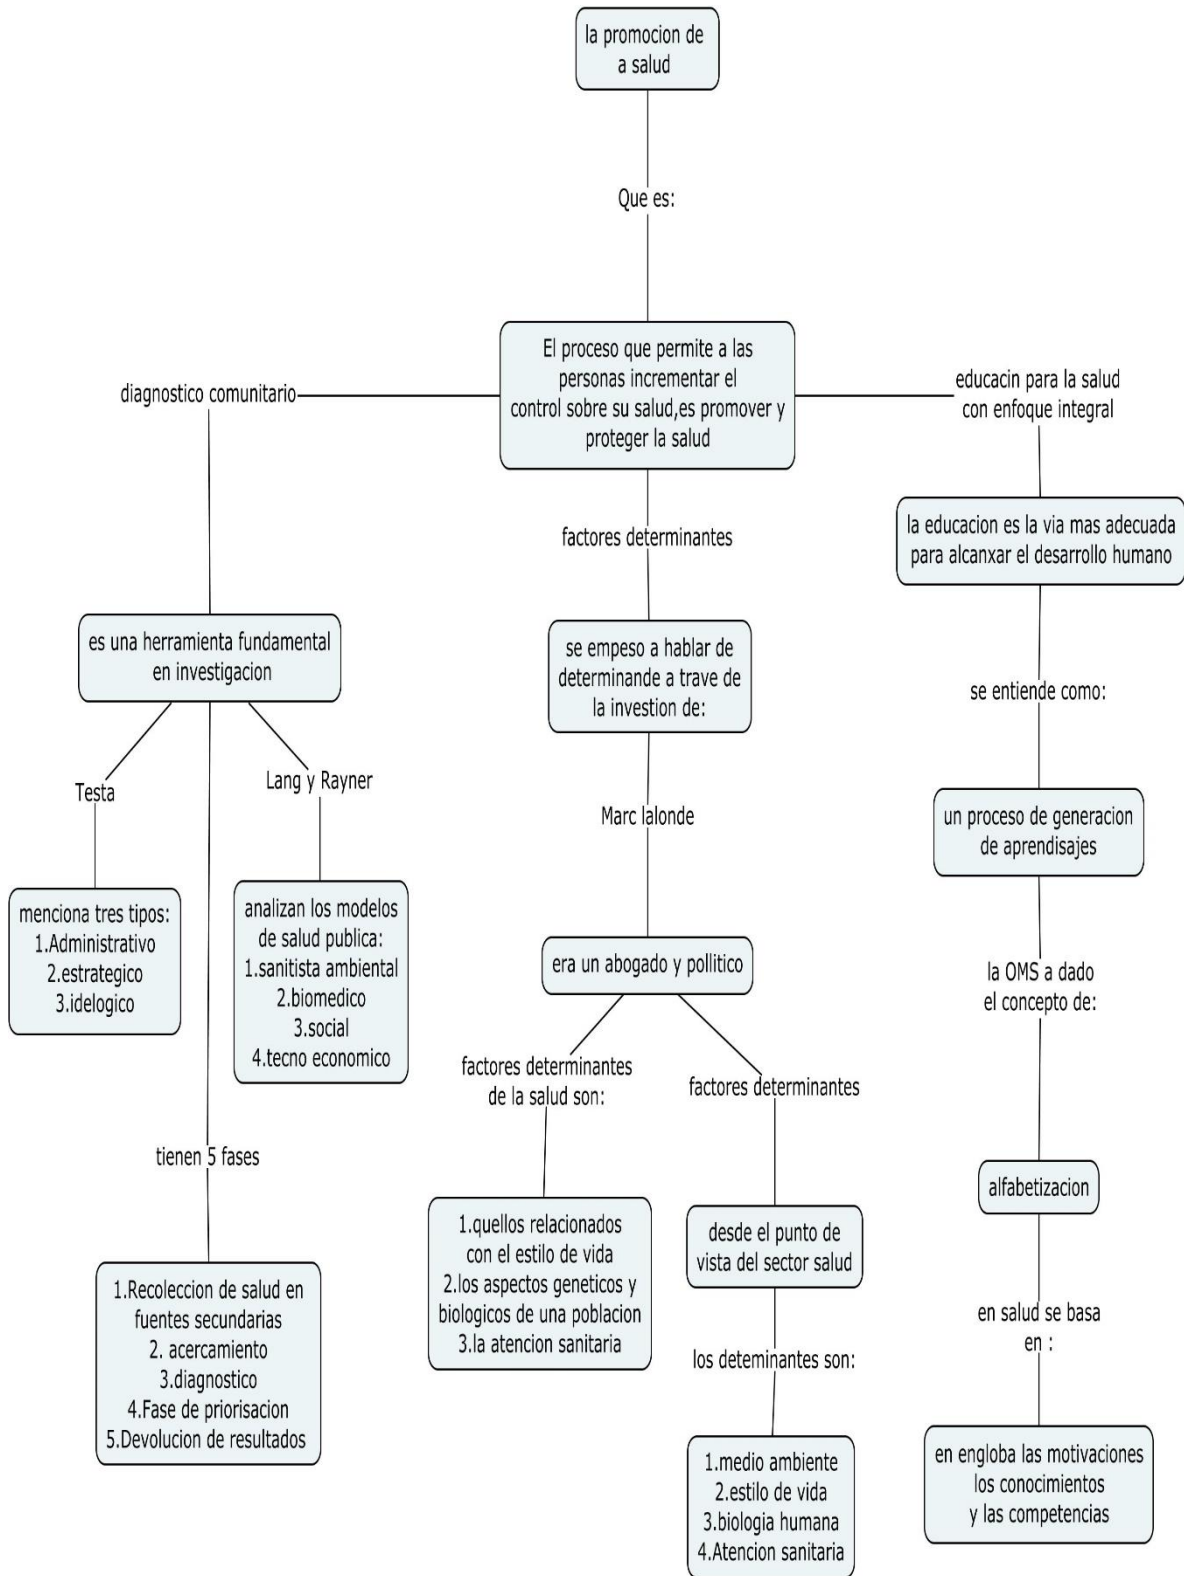 la promocion de
a salud
Que es:
El proceso que permite a las
personas incrementar el
control sobre su salud,es promover y
proteger la salud
diagnostico comunitario
es una herramienta fundamental
en investigacion
Testa
menciona tres tipos:
1.Administrativo
2.estrategico
3.idelogico
Lang y Rayner
analizan los modelos
de salud publica:
1.sanitista ambiental
2.biomedico
3.social
4.tecno economico
tienen 5 fases
1.Recoleccion de salud en
fuentes secundarias
2. acercamiento
3.diagnostico
4.Fase de priorisacion
5.Devolucion de resultados
factores determinantes
se empeso a hablar de
determinande a trave de
la investion de:
Marc lalonde
era un abogado y pollitico
factores determinantes
de la salud son:
1.quellos relacionados
con el estilo de vida
2.los aspectos geneticos y
biologicos de una poblacion
3.la atencion sanitaria
factores determinantes
desde el punto de
vista del sector salud
los deteminantes son:
1.medio ambiente
2.estilo de vida
3.biologia humana
4.Atencion sanitaria
educacin para la salud
con enfoque integral
la educacion es la via mas adecuada
para alcanxar el desarrollo humano
se entiende como:
un proceso de generacion
de aprendisajes
la OMS a dado
el concepto de:
alfabetizacion
en salud se basa
en :
en engloba las motivaciones
los conocimientos
y las competencias